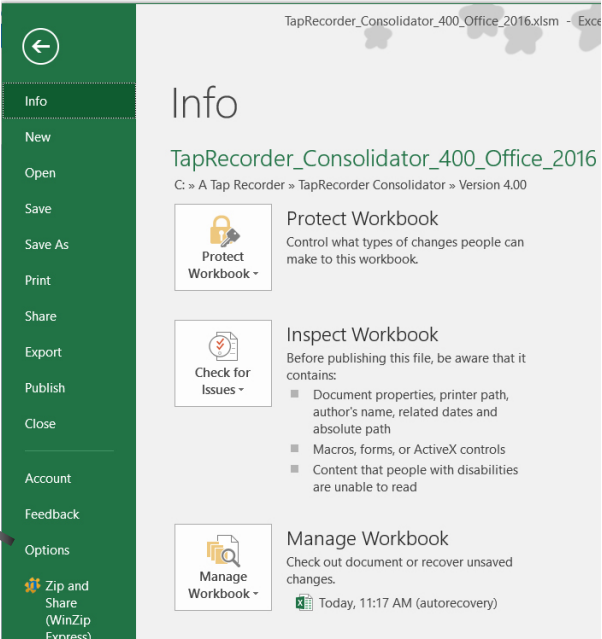 TapRecorder_Consolidator_400_Office_2016.xlsm - Exce
Info
New
Open
Save
Save As
Print
Share
Export
Publish
Close
Account
Feedback
Options
Zip and
Share
(WinZip
Express)
Info
TapRecorder_Consolidator_400_Office_2016
C: » A Tap Recorder » TapRecorder Consolidator » Version 4.00
Protect
Workbook
Protect Workbook
Control what types of changes people can
make to this workbook.
Check for
Issues
Inspect Workbook
Before publishing this file, be aware that it
contains:
Document properties, printer path,
author's name, related dates and
absolute path
Macros, forms, or ActiveX controls
Content that people with disabilities
are unable to read
Manage
Workbook
Manage Workbook
Check out document or recover unsaved
changes.
Today, 11:17 AM (autorecovery)